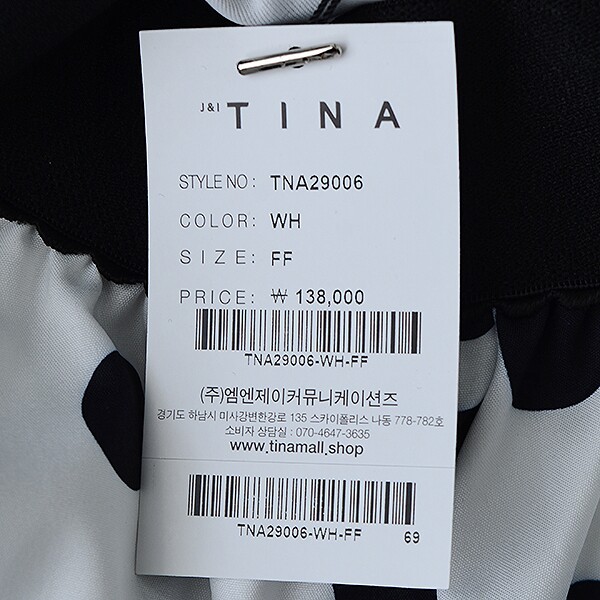 J&I TINA
STYLE NO : TNA29006
COLOR: WH
SIZE: FF
PRICE: ₩ 138,000
TNA29006-WH-FF
(주)엠엔제이커뮤니케이션즈
경기도 하남시 미사강변한강로 135 스카이폴리스 나동 778-782호
소비자 상담실 : 070-4647-3635
www.tinamall.shop
TNA29006-WH-FF 69